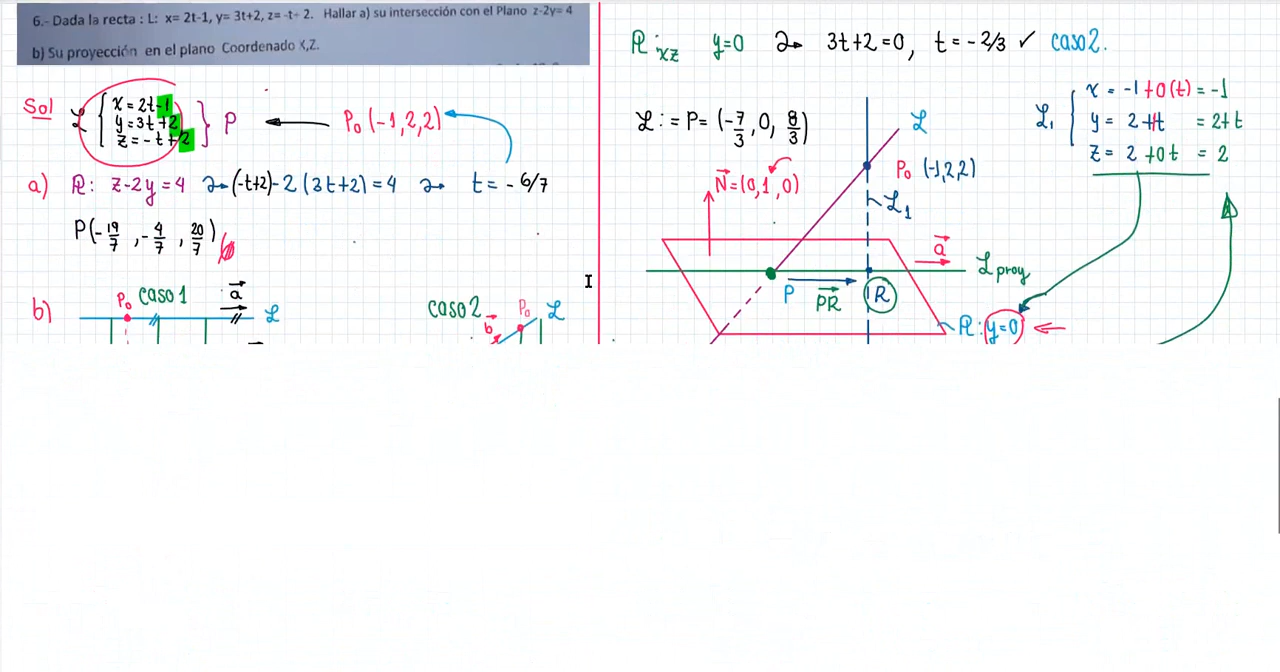 6.- Dada la recta : L: x= 2t-1, y= 3t+2, z= -t- 2. Hallar a) su intersección con el Plano z-2y= 4
b) Su proyección en el plano Coordenado X,Z.
Sol
ℒ { x = 2t-1
y = 3t+2
z = -t+2 } P ← P₀ (-1,2,2)
a) ℙ: z-2y=4 (-t+2)-2(3t+2)=4 t = -6/7
P(-19/7, -4/7, 20/7)
b) P₀ caso 1 a⃗ ℒ
caso 2 b⃗ P₀ ℒ
ℙ: xz y=0 3t+2=0, t = -2/3 ✓ caso 2.
ℒ: = P= (-7/3, 0, 8/3)
ℒ₁ { x = -1+0(t) = -1
y = 2+1t = 2+t
z = 2+0t = 2
ℒ
P₀ (-1,2,2)
N⃗=(0,1,0)
ℒ₁
a⃗
ℒ proy
P PR⃗ R
ℙ: (y=0) ←